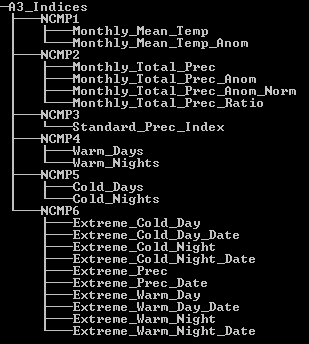 A3_Indices
NCMP1
Monthly_Mean_Temp
Monthly_Mean_Temp_Anom
NCMP2
Monthly_Total_Prec
Monthly_Total_Prec_Anom
Monthly_Total_Prec_Anom_Norm
Monthly_Total_Prec_Ratio
NCMP3
Standard_Prec_Index
NCMP4
Warm_Days
Warm_Nights
NCMP5
Cold_Days
Cold_Nights
NCMP6
Extreme_Cold_Day
Extreme_Cold_Day_Date
Extreme_Cold_Night
Extreme_Cold_Night_Date
Extreme_Prec
Extreme_Prec_Date
Extreme_Warm_Day
Extreme_Warm_Day_Date
Extreme_Warm_Night
Extreme_Warm_Night_Date